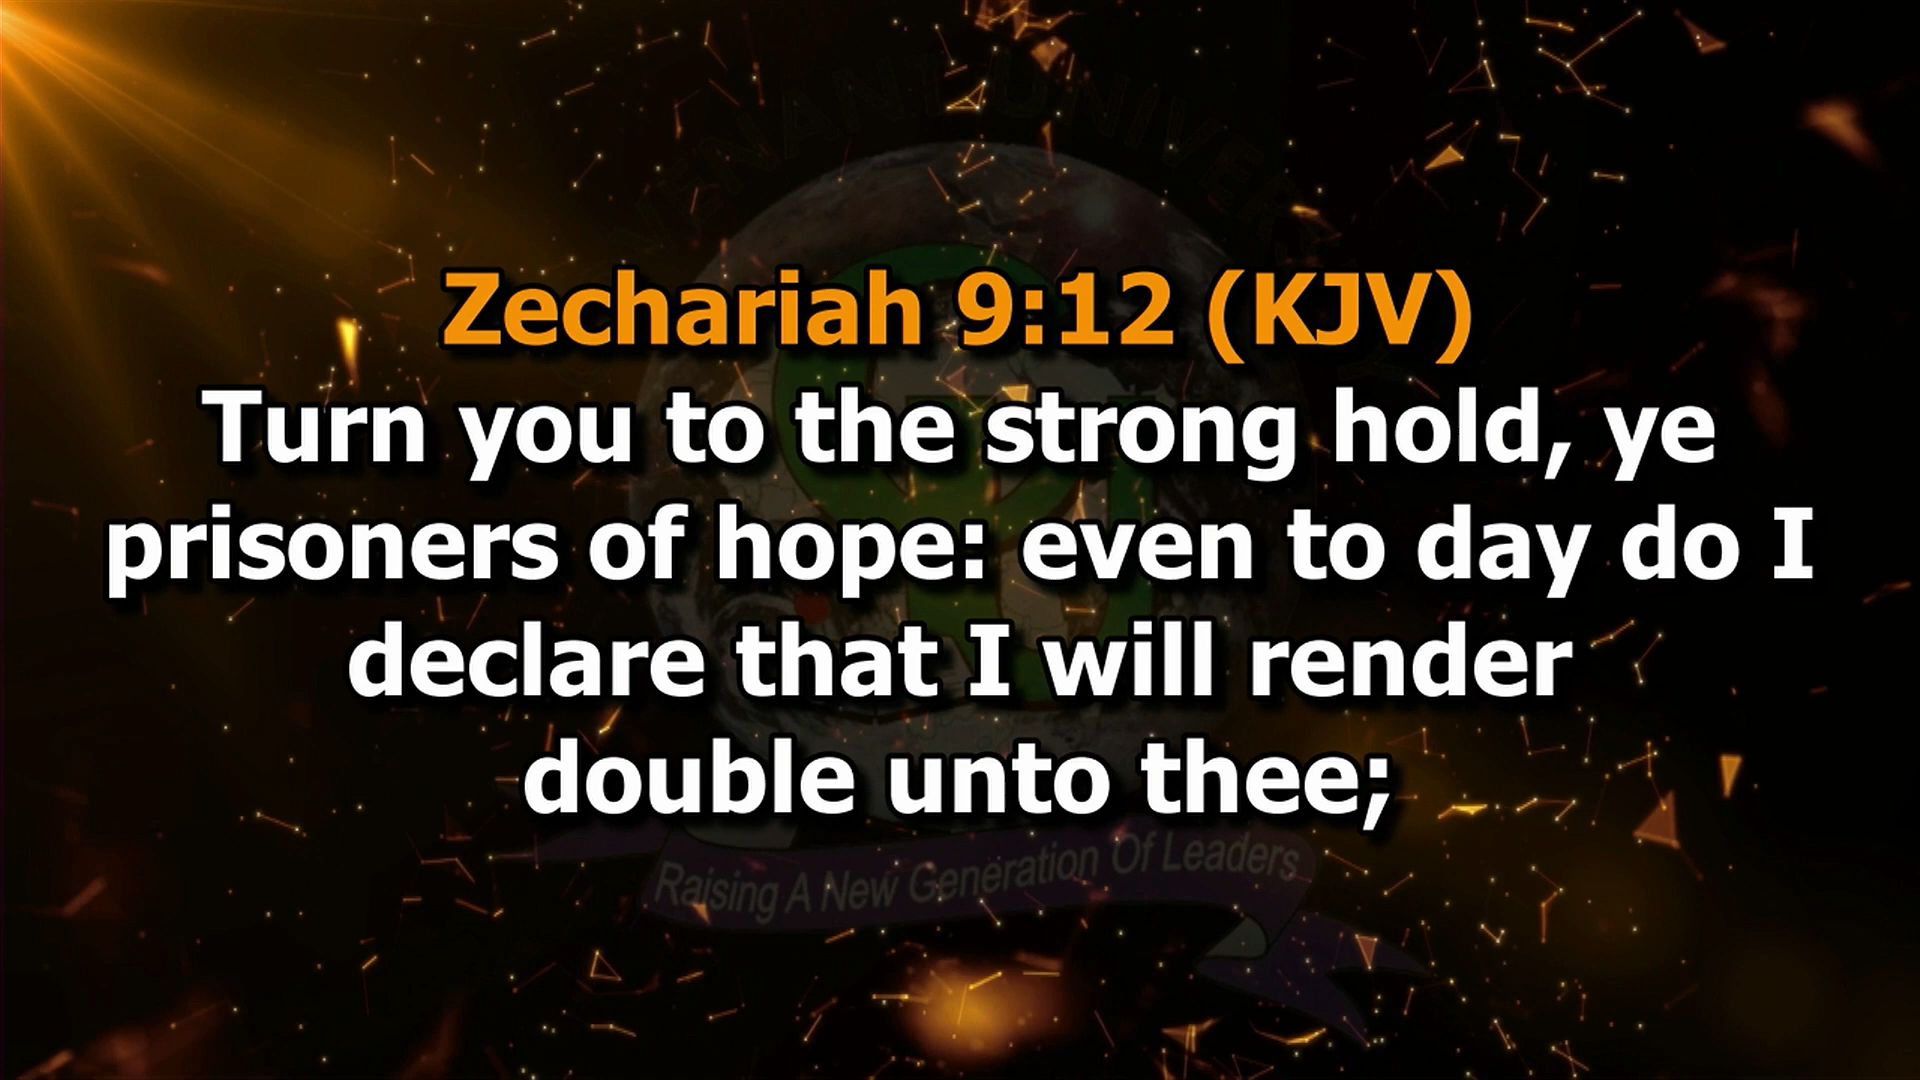 Zechariah 9:12 (KJV)
Turn you to the strong hold, ye
prisoners of hope: even to day do I
declare that I will render
double unto thee;
Raising A New Generation Of Leaders